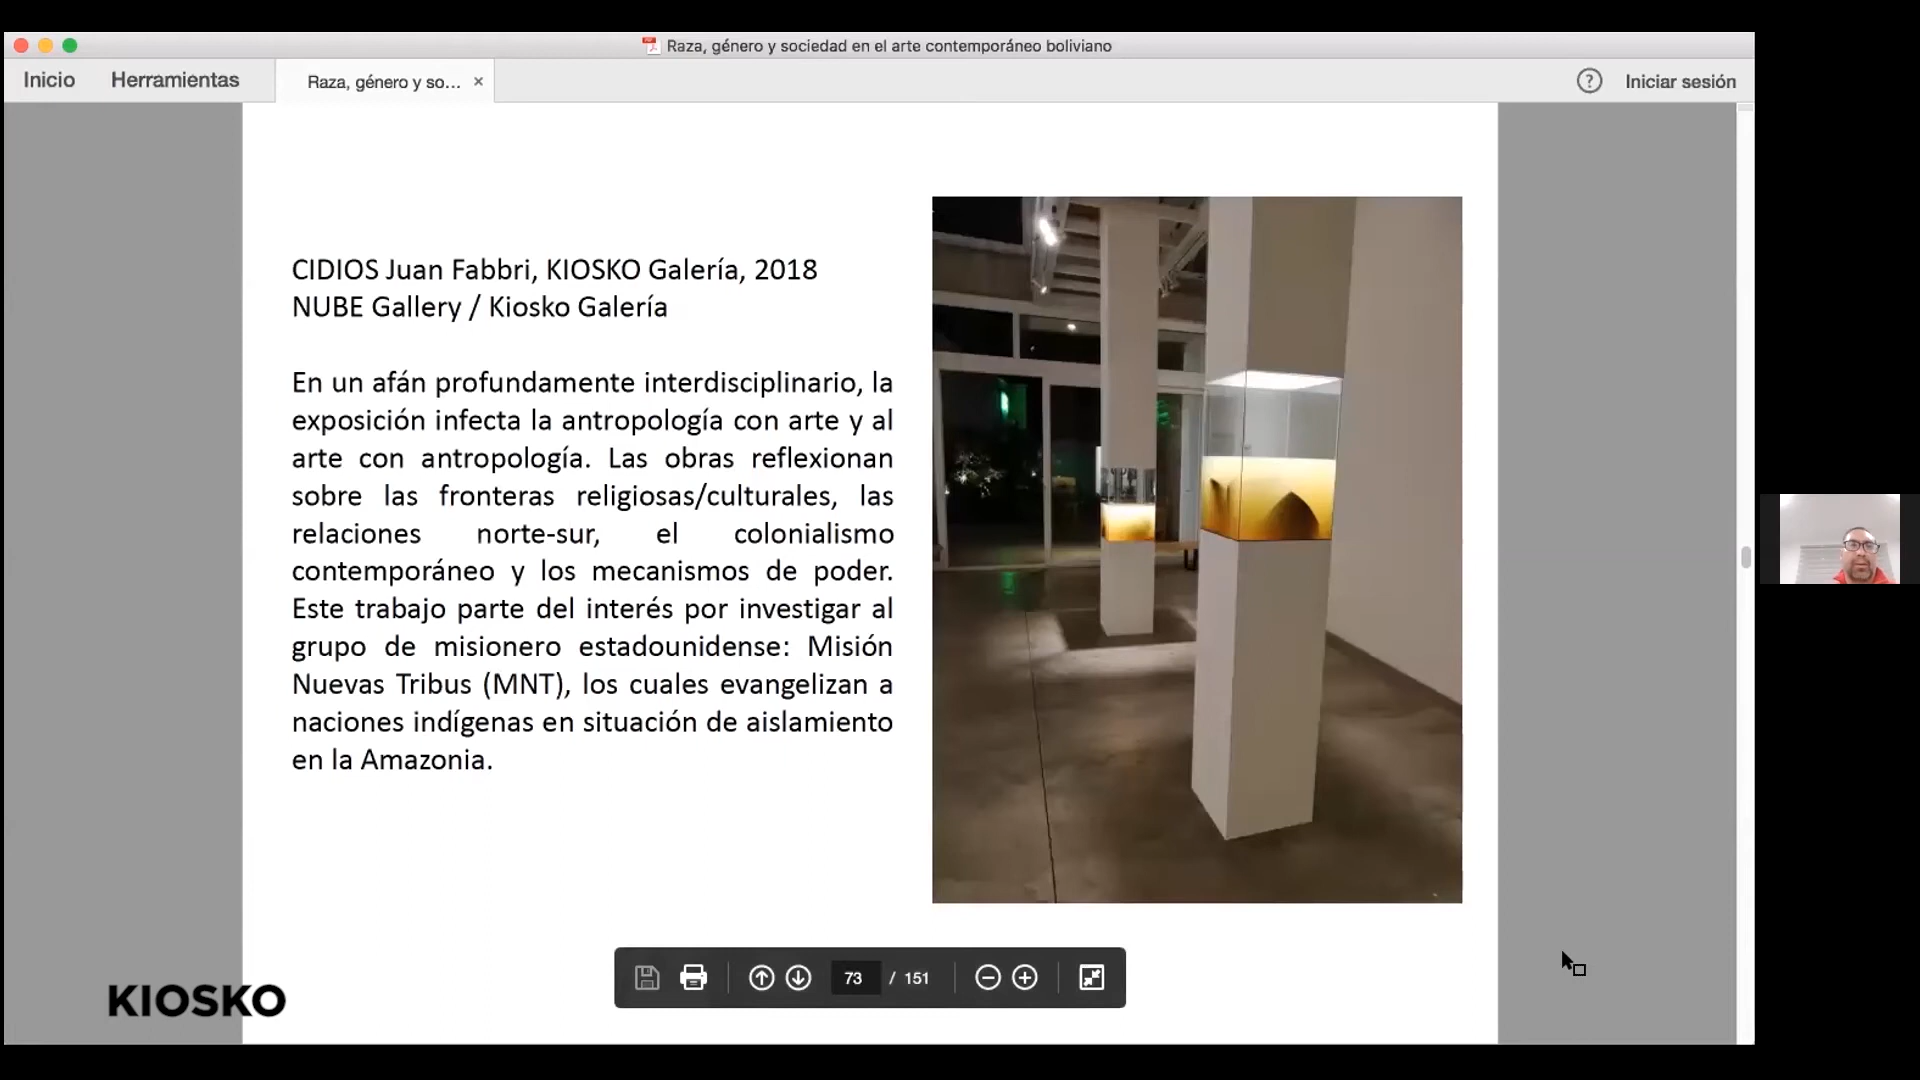 Raza, género y sociedad en el arte contemporáneo boliviano
Inicio Herramientas Raza, género y so... × ? Iniciar sesión
CIDIOS Juan Fabbri, KIOSKO Galería, 2018
NUBE Gallery / Kiosko Galería
En un afán profundamente interdisciplinario, la
exposición infecta la antropología con arte y al
arte con antropología. Las obras reflexionan
sobre las fronteras religiosas/culturales, las
relaciones norte-sur, el colonialismo
contemporáneo y los mecanismos de poder.
Este trabajo parte del interés por investigar al
grupo de misionero estadounidense: Misión
Nuevas Tribus (MNT), los cuales evangelizan a
naciones indígenas en situación de aislamiento
en la Amazonia.
73 / 151
KIOSKO